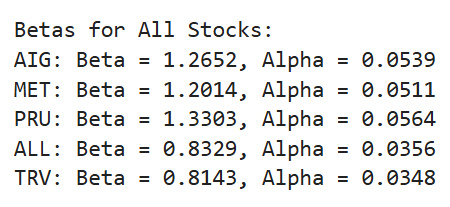 Betas for All Stocks:
AIG: Beta = 1.2652, Alpha = 0.0539
MET: Beta = 1.2014, Alpha = 0.0511
PRU: Beta = 1.3303, Alpha = 0.0564
ALL: Beta = 0.8329, Alpha = 0.0356
TRV: Beta = 0.8143, Alpha = 0.0348